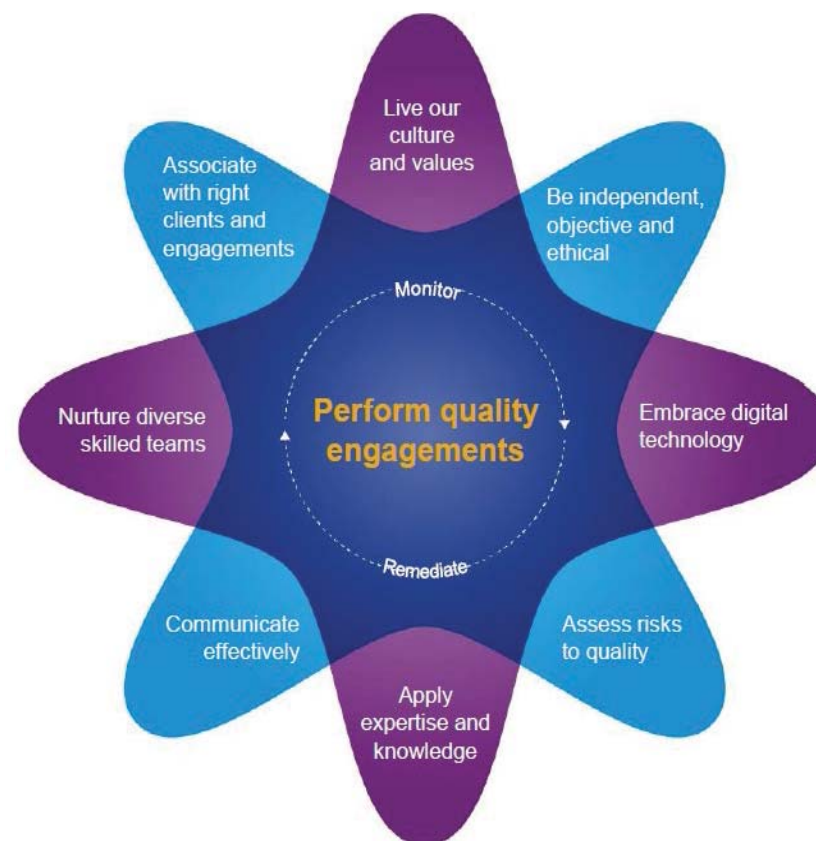 Live our
culture
and values
Associate
with right
clients and
engagements
Be independent,
objective and
ethical
Monitor
Perform quality
engagements
Nurture diverse
skilled teams
Embrace digital
technology
Remediate
Communicate
effectively
Assess risks
to quality
Apply
expertise and
knowledge